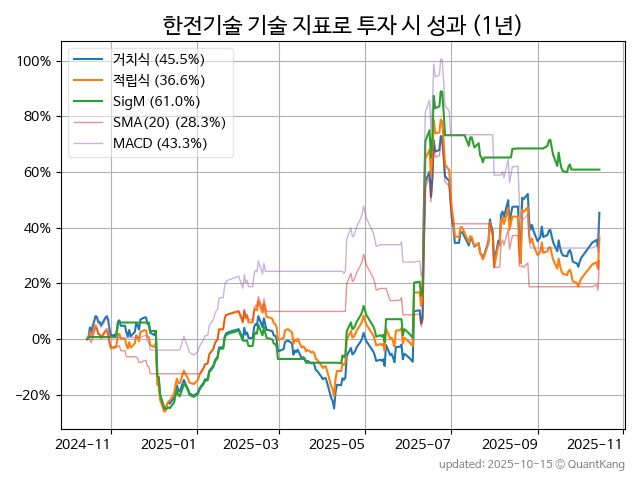 한전기술 기술 지표로 투자 시 성과 (1년)
거치식 (45.5%)
적립식 (36.6%)
SigM (61.0%)
SMA(20) (28.3%)
MACD (43.3%)
100%
80%
60%
40%
20%
0%
−20%
2024-11 2025-01 2025-03 2025-05 2025-07 2025-09 2025-11
updated: 2025-10-15 © QuantKang